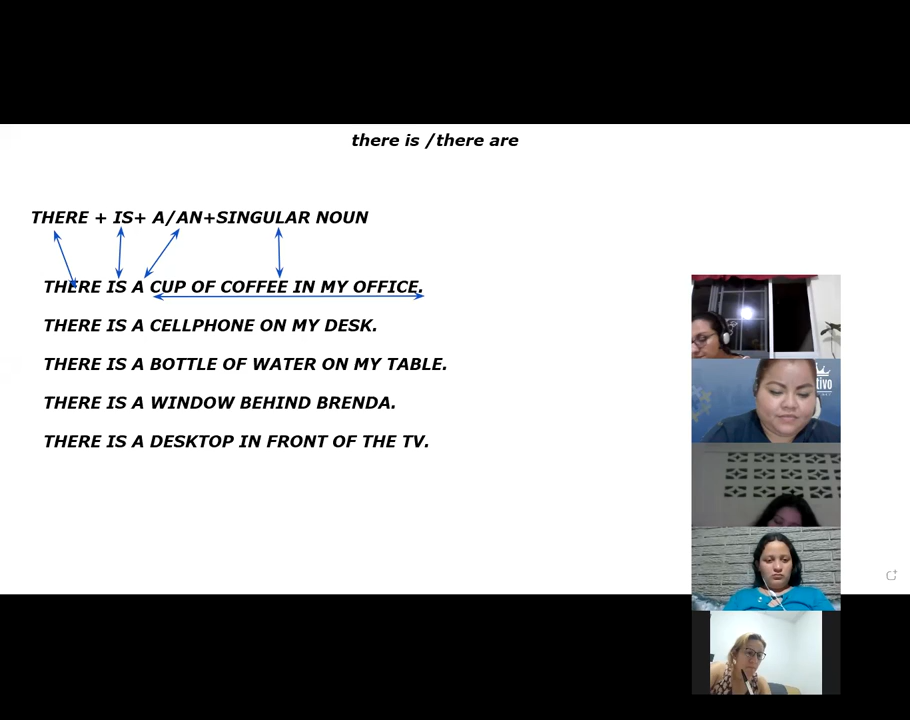 there is /there are
THERE + IS+ A/AN+SINGULAR NOUN
THERE IS A CUP OF COFFEE IN MY OFFICE.
THERE IS A CELLPHONE ON MY DESK.
THERE IS A BOTTLE OF WATER ON MY TABLE.
THERE IS A WINDOW BEHIND BRENDA.
THERE IS A DESKTOP IN FRONT OF THE TV.
tivo